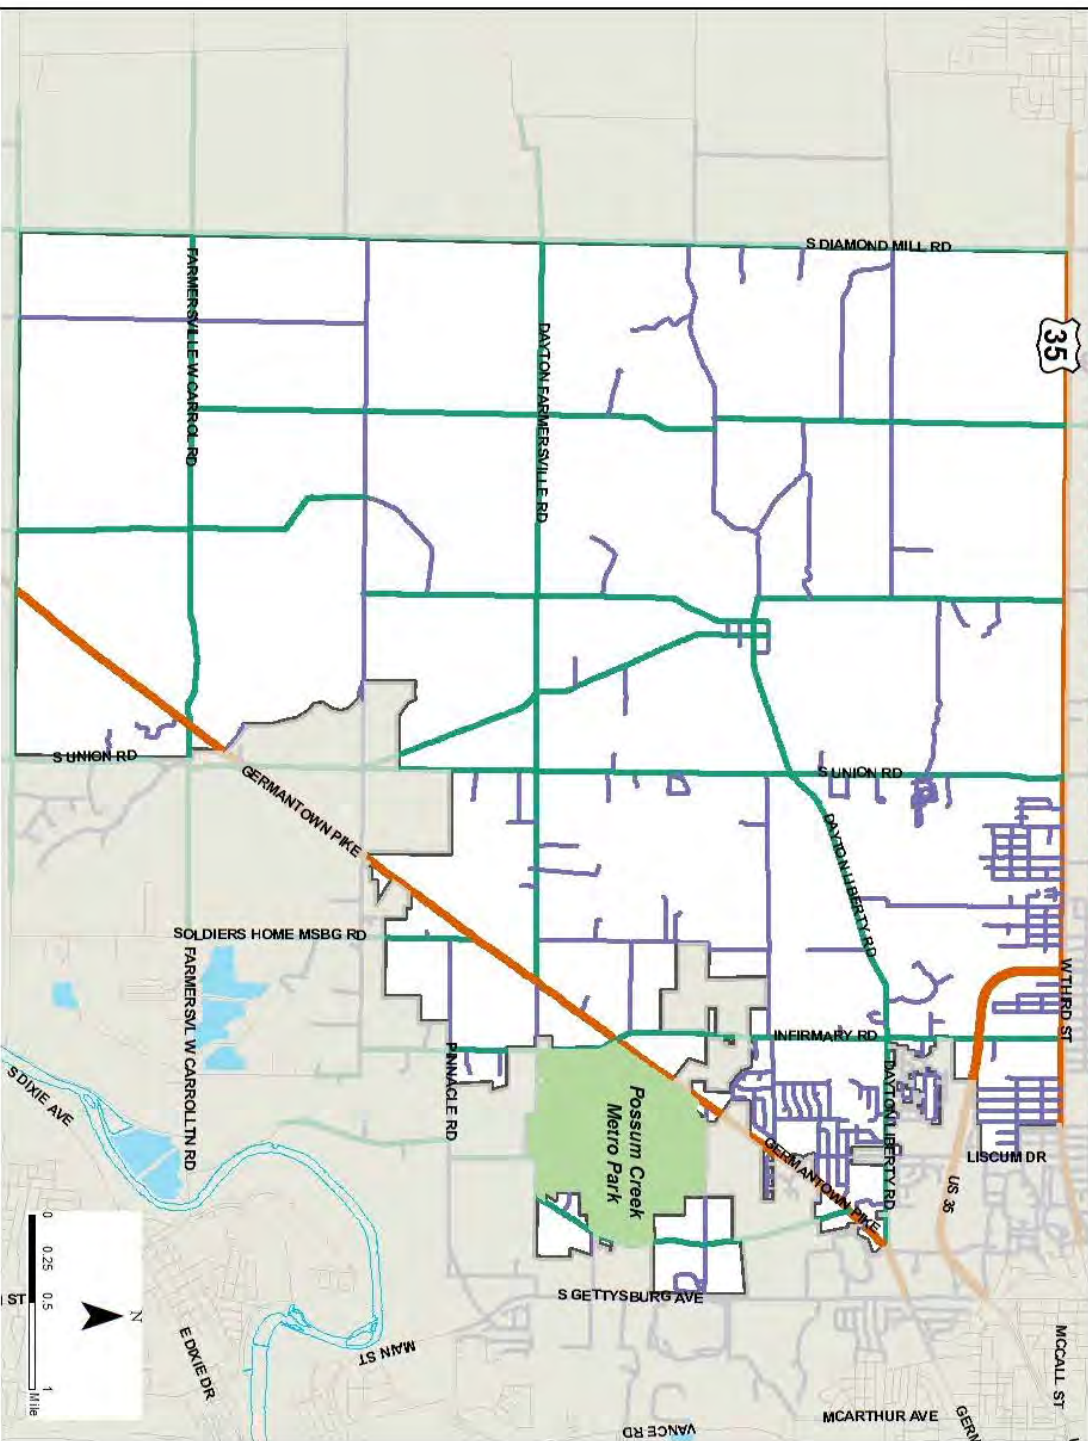 S DIAMOND MILL RD
35
FARMERSVILLE W CARROL RD
DAYTON FARMERSVILLE RD
S UNION RD
S UNION RD
GERMANTOWN PIKE
DAYTON LIBERTY RD
SOLDIERS HOME MSBG RD
FARMERSVL W CARROLLTN RD
W THIRD ST
INFIRMARY RD
PINNACLE RD
S DIXIE AVE
Possum Creek
Metro Park
DAYTON LIBERTY RD
GERMANTOWN PIKE
LISCUM DR
US 35
S GETTYSBURG AVE
0 0.25 0.5 1
Mile
N
ST
E DIXIE DR
MAIN ST
MCCALL ST
MCARTHUR AVE
VANCE RD
GERM